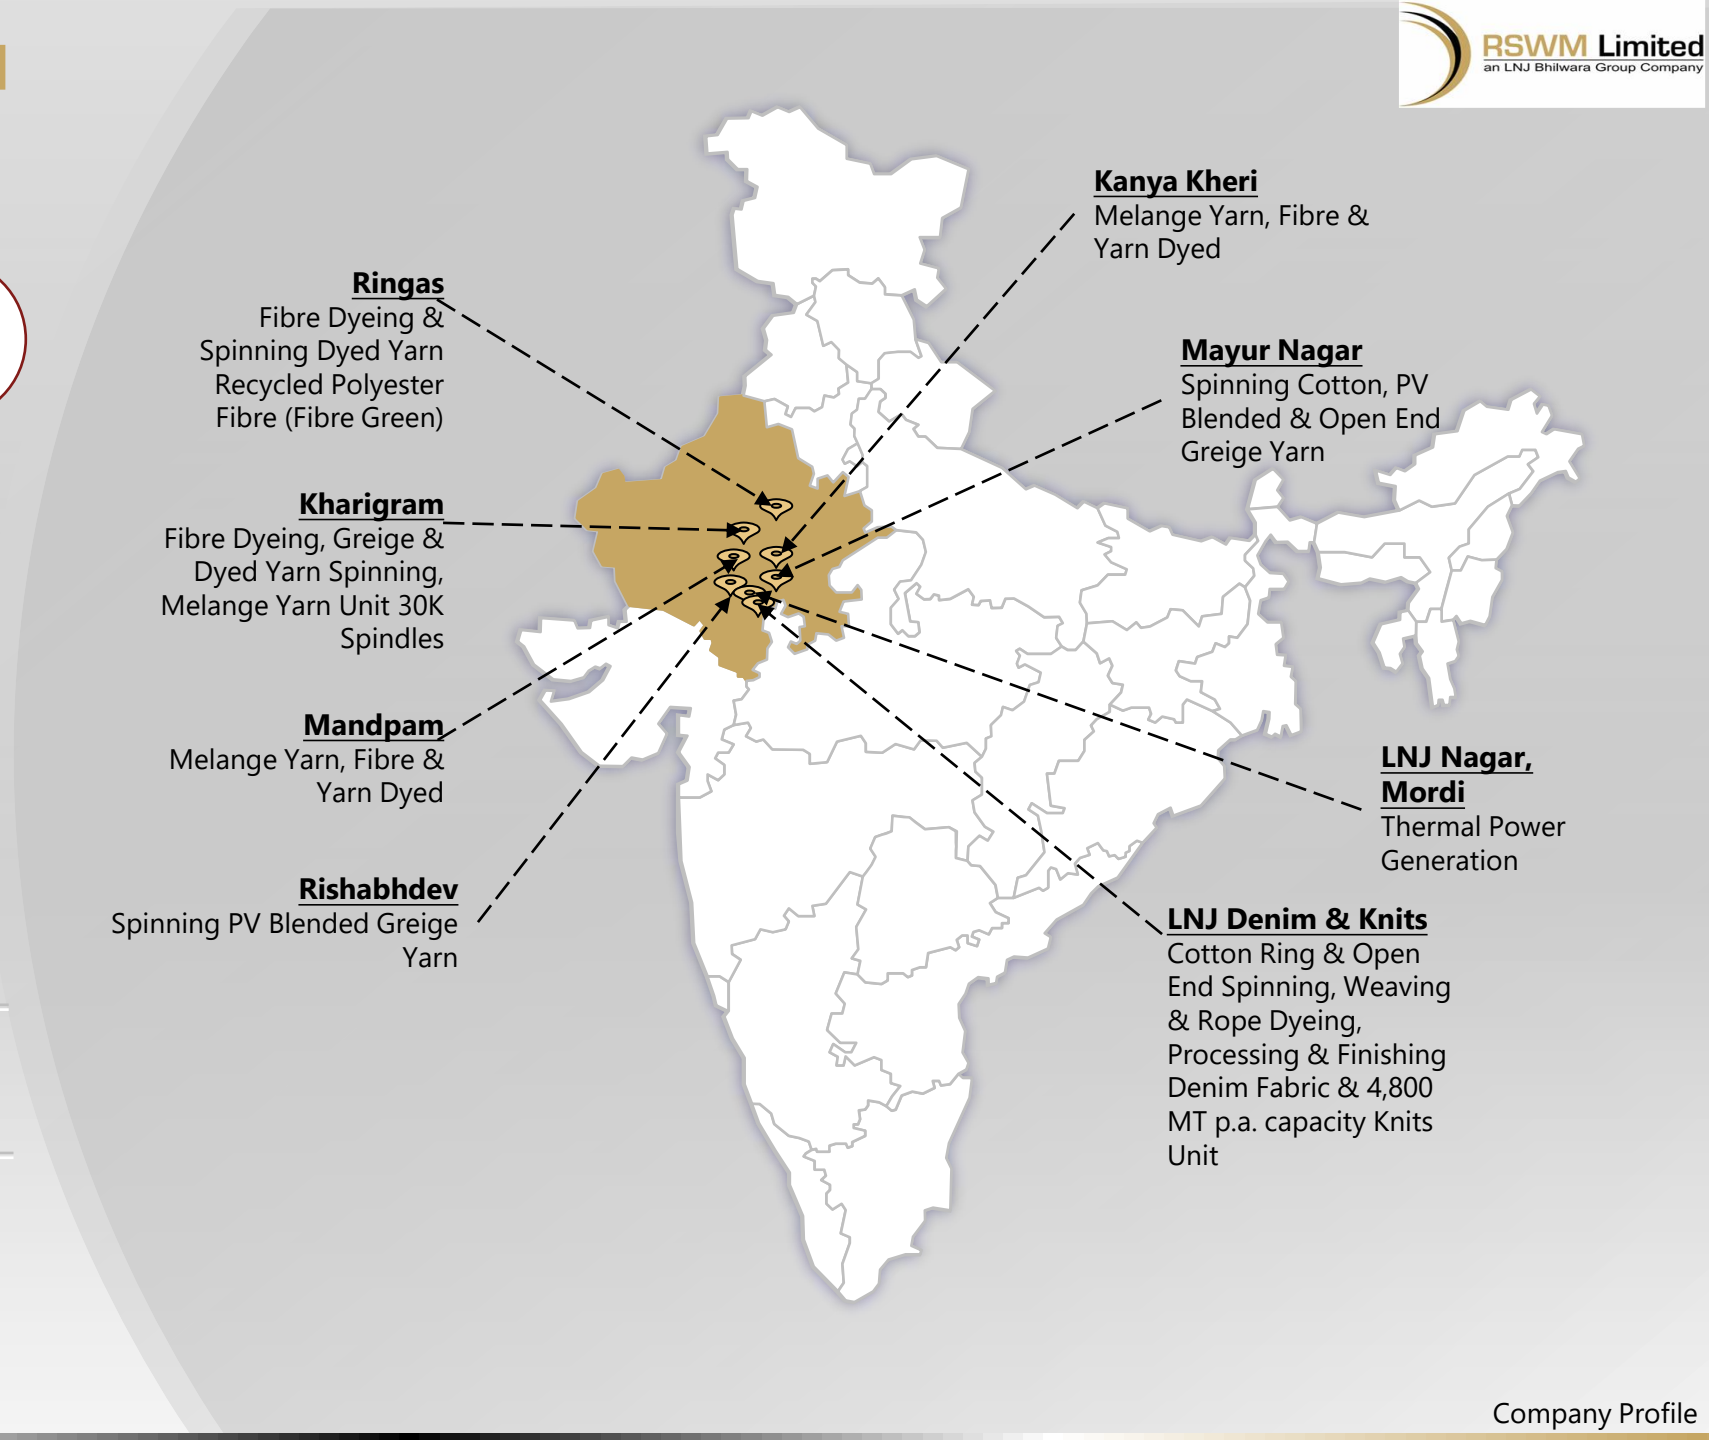 RSWM Limited
an LNJ Bhilwara Group Company
Kanya Kheri
Melange Yarn, Fibre &
Yarn Dyed
Ringas
Fibre Dyeing &
Spinning Dyed Yarn
Recycled Polyester
Fibre (Fibre Green)
Mayur Nagar
Spinning Cotton, PV
Blended & Open End
Greige Yarn
Kharigram
Fibre Dyeing, Greige &
Dyed Yarn Spinning,
Melange Yarn Unit 30K
Spindles
Mandpam
Melange Yarn, Fibre &
Yarn Dyed
LNJ Nagar,
Mordi
Thermal Power
Generation
Rishabhdev
Spinning PV Blended Greige
Yarn
LNJ Denim & Knits
Cotton Ring & Open
End Spinning, Weaving
& Rope Dyeing,
Processing & Finishing
Denim Fabric & 4,800
MT p.a. capacity Knits
Unit
Company Profile